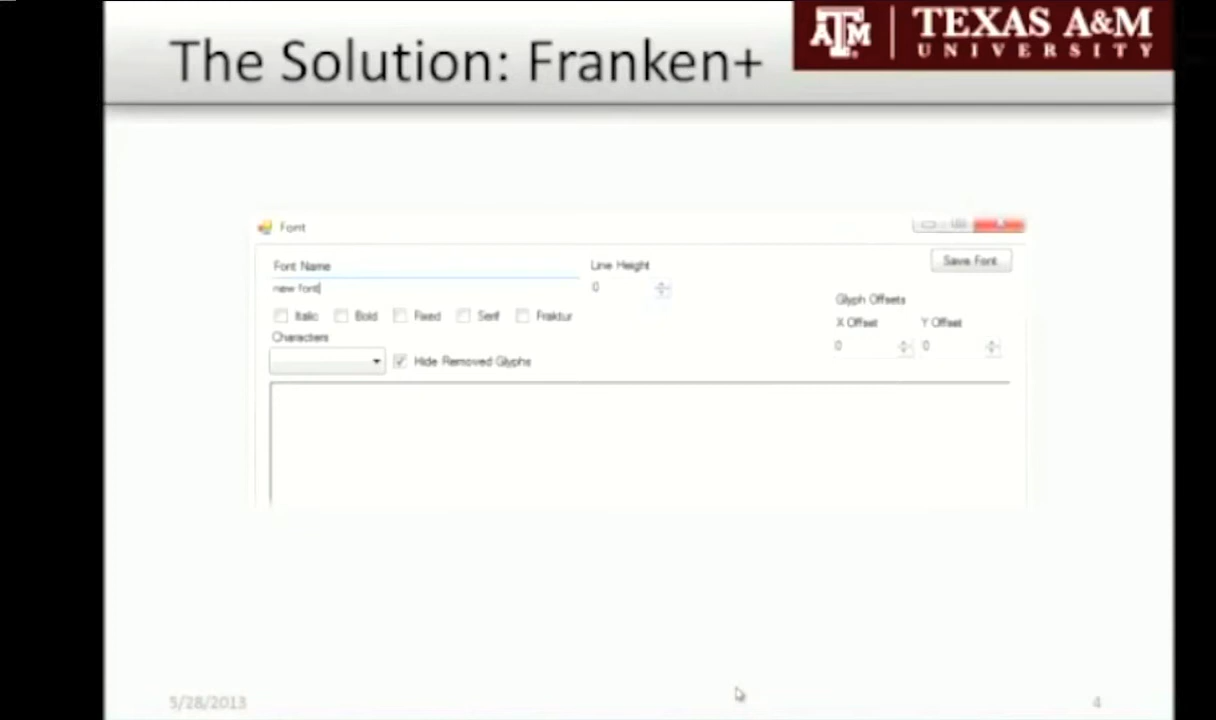 The Solution: Franken+
ATM TEXAS A&M
UNIVERSITY
Font
Font Name
Line Height
Save Font
new font
0
Glyph Offsets
Italic Bold Fixed Serif Fraktur
X Offset Y Offset
Characters
0 0
Hide Removed Glyphs
5/28/2013
4